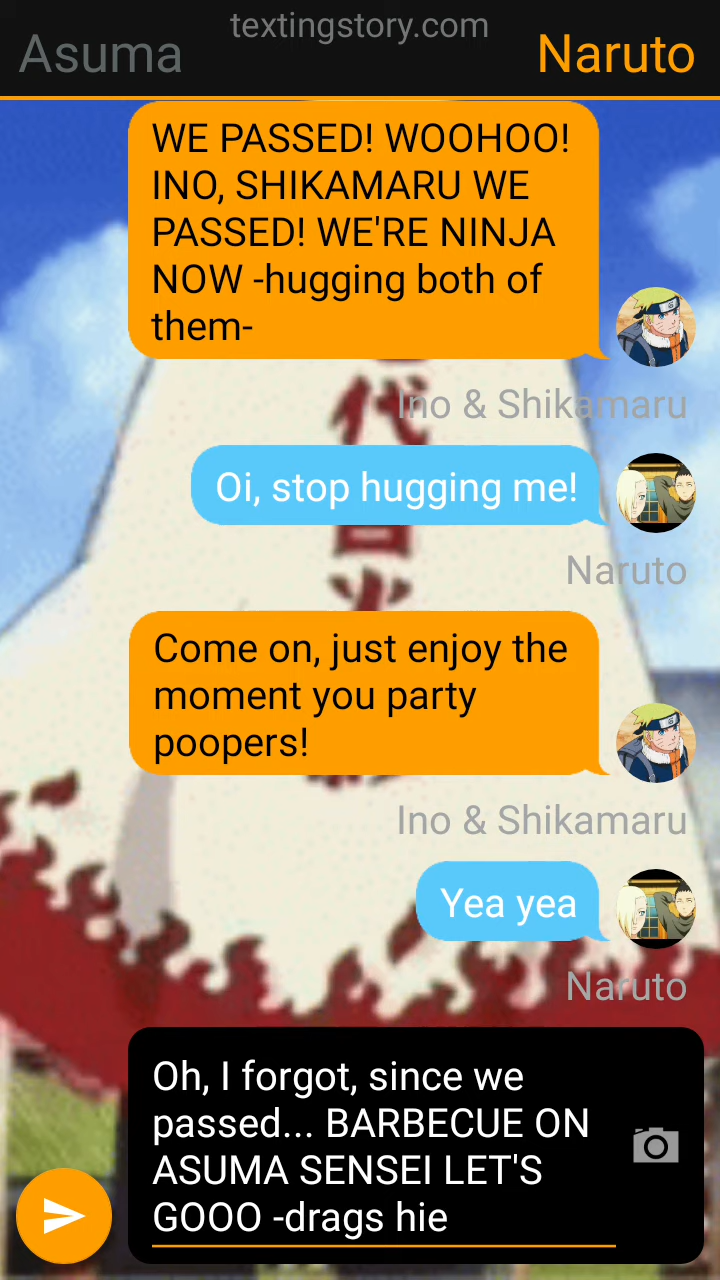 textingstory.com
Asuma
Naruto
WE PASSED! WOOHOO!
INO, SHIKAMARU WE
PASSED! WE'RE NINJA
NOW -hugging both of
them-
Ino & Shikamaru
Oi, stop hugging me!
Naruto
Come on, just enjoy the
moment you party
poopers!
Ino & Shikamaru
Yea yea
Naruto
Oh, I forgot, since we
passed... BARBECUE ON
ASUMA SENSEI LET'S
GOOO -drags hie